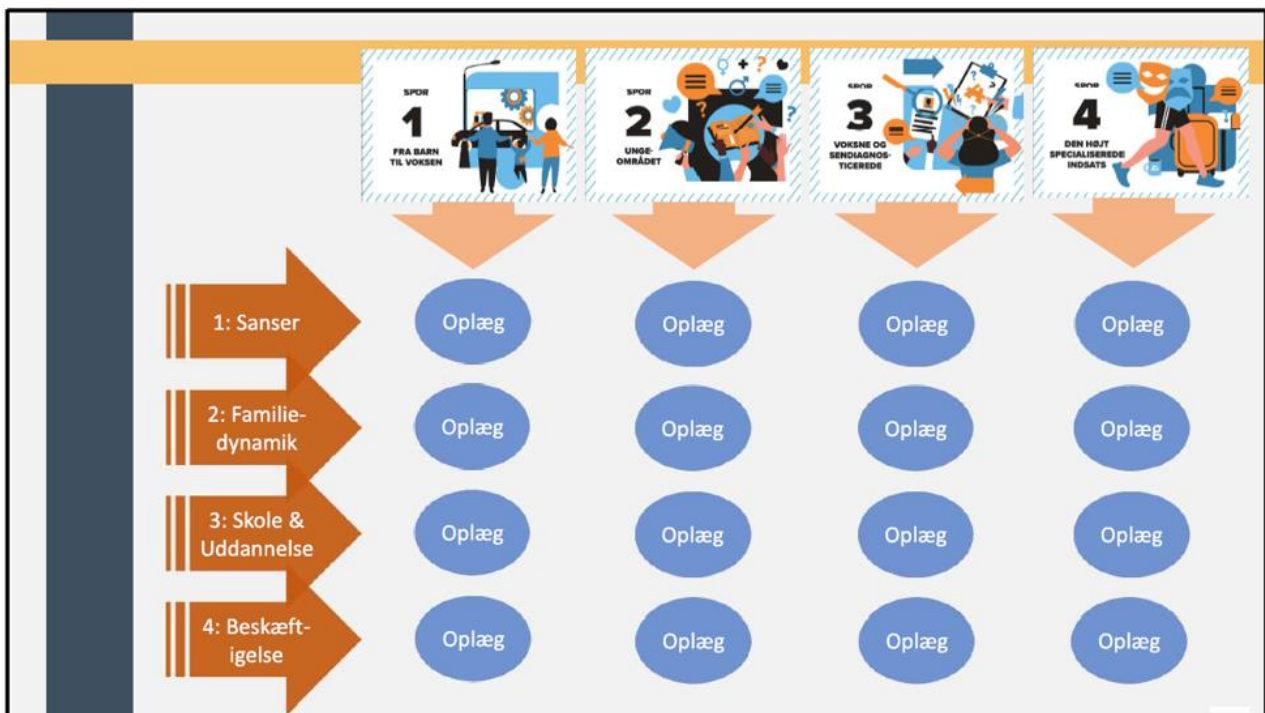 SPOR
1
FRA BARN
TIL VOKSEN
SPOR
2
UNGE-
OMRÅDET
SPOR
3
VOKSNE OG
SENDIAGNOS-
TICEREDE
SPOR
4
DEN HØJT
SPECIALISEREDE
INDSATS
1: Sanser
Oplæg
Oplæg
Oplæg
Oplæg
2: Familie-
dynamik
Oplæg
Oplæg
Oplæg
Oplæg
3: Skole &
Uddannelse
Oplæg
Oplæg
Oplæg
Oplæg
4: Beskæft-
igelse
Oplæg
Oplæg
Oplæg
Oplæg